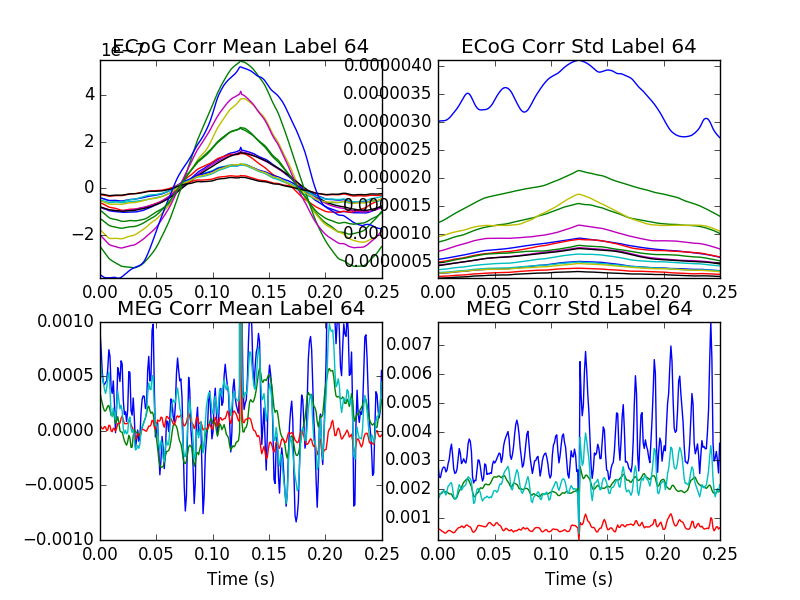 ECoG Corr Mean Label 64
1e−7
4
2
0
−2
0.00 0.05 0.10 0.15 0.20 0.25
ECoG Corr Std Label 64
0.0000040
0.0000035
0.0000030
0.0000025
0.0000020
0.0000015
0.0000010
0.0000005
0.00 0.05 0.10 0.15 0.20 0.25
MEG Corr Mean Label 64
0.0010
0.0005
0.0000
−0.0005
−0.0010
0.00 0.05 0.10 0.15 0.20 0.25
Time (s)
MEG Corr Std Label 64
0.007
0.006
0.005
0.004
0.003
0.002
0.001
0.00 0.05 0.10 0.15 0.20 0.25
Time (s)